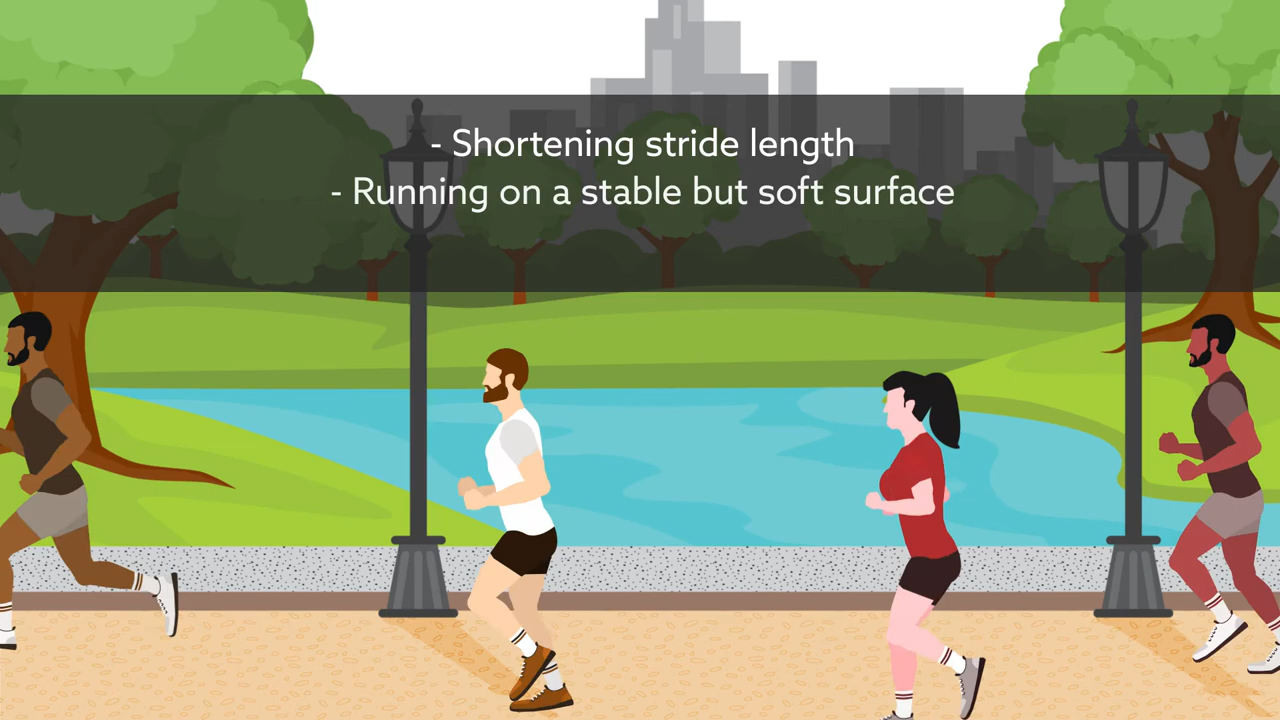 - Shortening stride length
- Running on a stable but soft surface